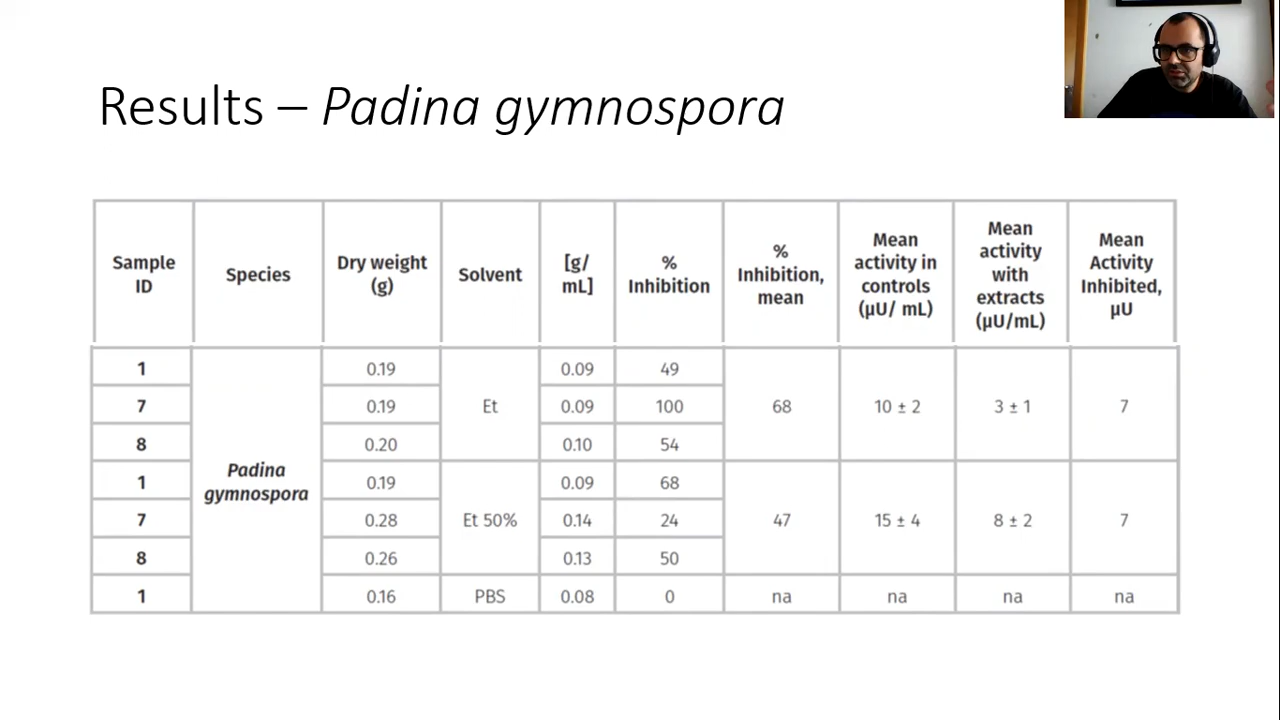 Results – Padina gymnospora
Sample ID
Species
Dry weight (g)
Solvent
[g/ mL]
% Inhibition
% Inhibition, mean
Mean activity in controls (µU/ mL)
Mean activity with extracts (µU/mL)
Mean Activity Inhibited, µU
1
Padina gymnospora
0.19
Et
0.09
49
68
10 ± 2
3 ± 1
7
7
0.19
0.09
100
8
0.20
0.10
54
1
0.19
Et 50%
0.09
68
47
15 ± 4
8 ± 2
7
7
0.28
0.14
24
8
0.26
0.13
50
1
0.16
PBS
0.08
0
na
na
na
na